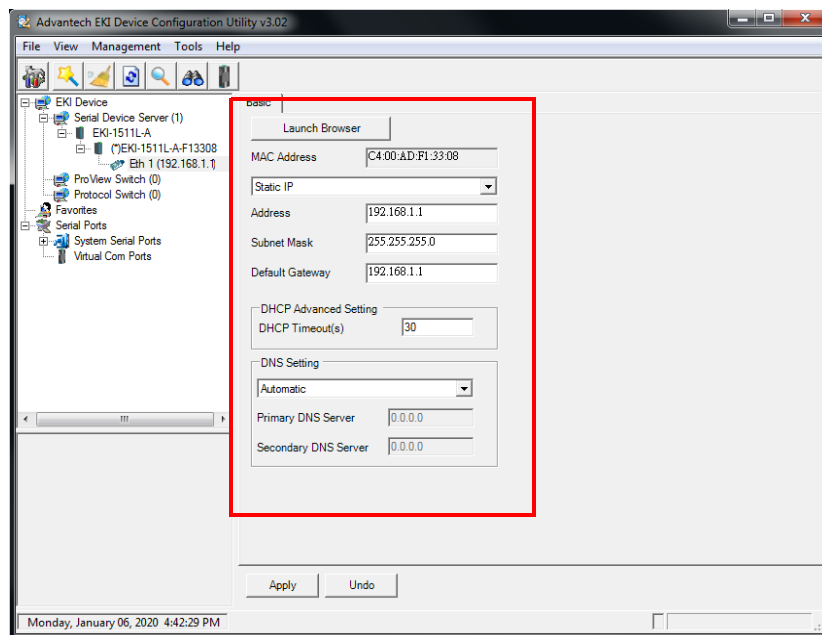 Advantech EKI Device Configuration Utility v3.02
File View Management Tools Help
EKI Device
Serial Device Server (1)
EKI-1511L-A
(*)EKI-1511L-A-F13308
Eth 1 (192.168.1.1)
ProView Switch (0)
Protocol Switch (0)
Favorites
Serial Ports
System Serial Ports
Virtual Com Ports
Basic
Launch Browser
MAC Address C4:00:AD:F1:33:08
Static IP
Address 192.168.1.1
Subnet Mask 255.255.255.0
Default Gateway 192.168.1.1
DHCP Advanced Setting
DHCP Timeout(s) 30
DNS Setting
Automatic
Primary DNS Server 0.0.0.0
Secondary DNS Server 0.0.0.0
Apply Undo
Monday, January 06, 2020 4:42:29 PM